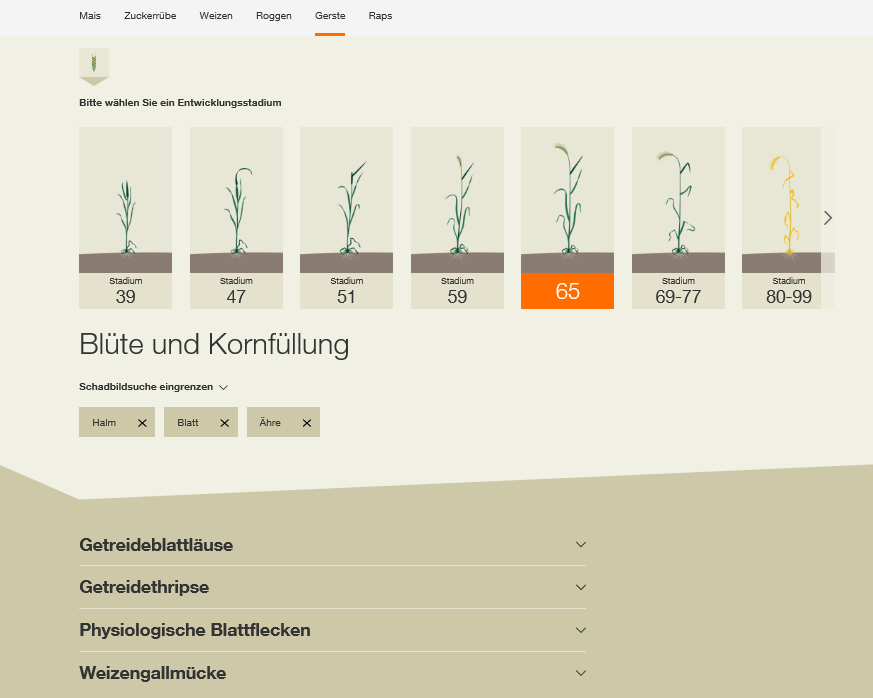 Mais Zuckerrübe Weizen Roggen Gerste Raps
Bitte wählen Sie ein Entwicklungsstadium
Stadium Stadium Stadium Stadium Stadium Stadium
39 47 51 59 65 69-77 80-99
Blüte und Kornfüllung
Schadbildsuche eingrenzen
Halm Blatt Ähre
Getreideblattläuse
Getreidethripse
Physiologische Blattflecken
Weizengallmücke